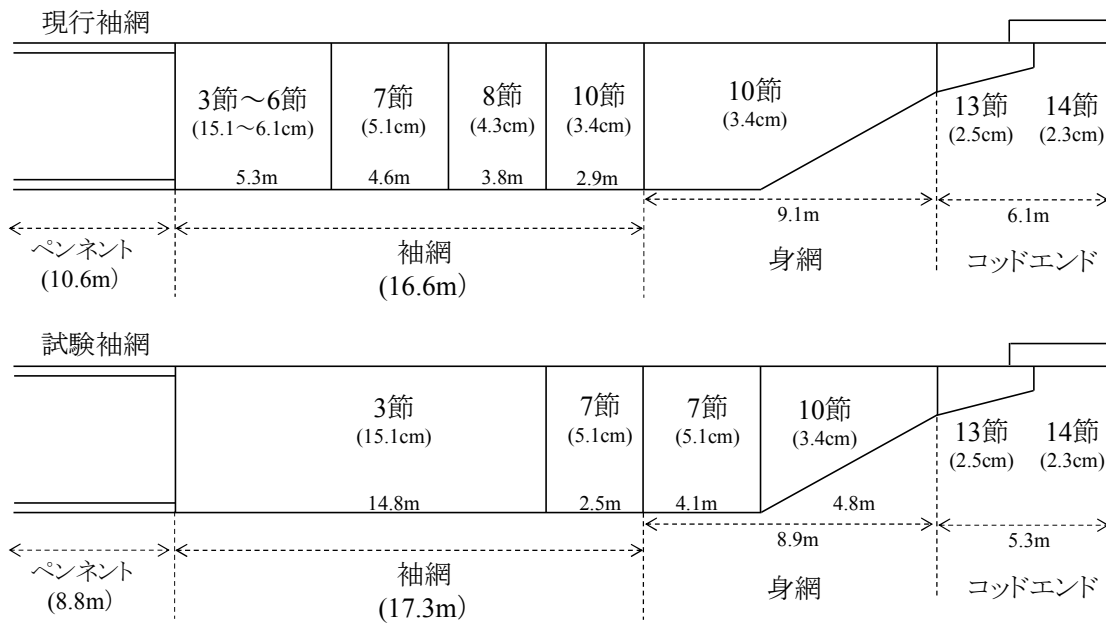 現行袖網
3節～6節
(15.1～6.1cm)
5.3m
7節
(5.1cm)
4.6m
8節
(4.3cm)
3.8m
10節
(3.4cm)
2.9m
10節
(3.4cm)
13節
(2.5cm)
14節
(2.3cm)
9.1m
6.1m
ペンネント
(10.6m)
袖網
(16.6m)
身網
コッドエンド
試験袖網
3節
(15.1cm)
14.8m
7節
(5.1cm)
2.5m
7節
(5.1cm)
4.1m
10節
(3.4cm)
4.8m
13節
(2.5cm)
14節
(2.3cm)
8.9m
5.3m
ペンネント
(8.8m)
袖網
(17.3m)
身網
コッドエンド